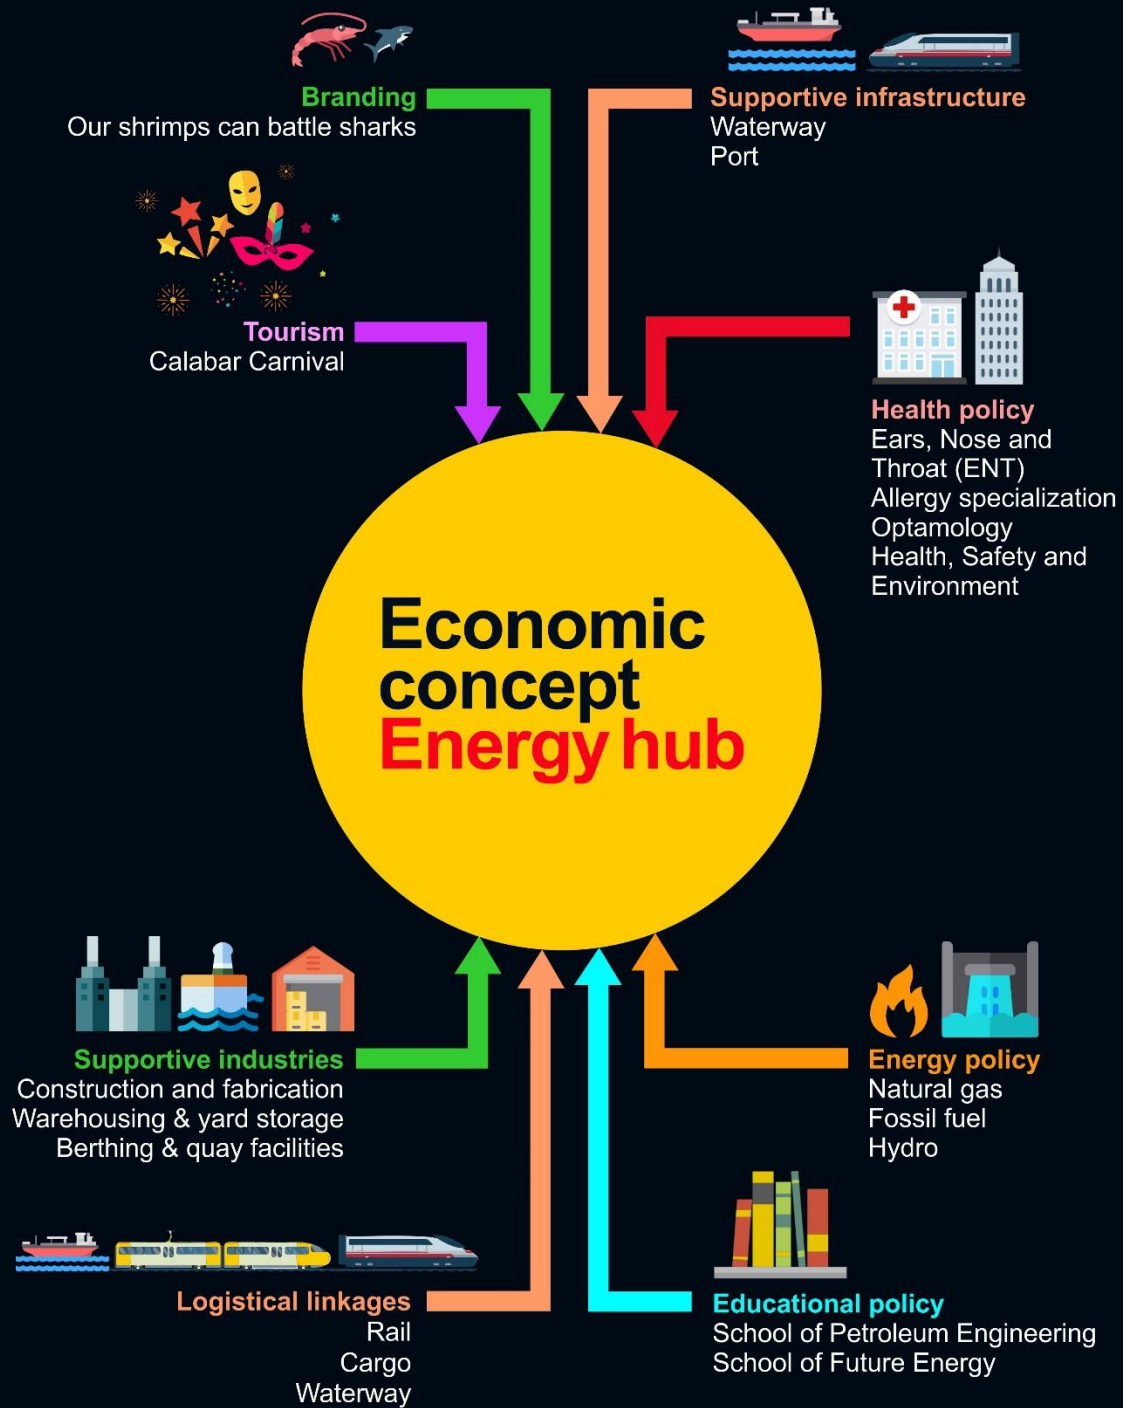 Branding
Our shrimps can battle sharks
Supportive infrastructure
Waterway
Port
Tourism
Calabar Carnival
Health policy
Ears, Nose and
Throat (ENT)
Allergy specialization
Optamology
Health, Safety and
Environment
Economic
concept
Energy hub
Supportive industries
Construction and fabrication
Warehousing & yard storage
Berthing & quay facilities
Energy policy
Natural gas
Fossil fuel
Hydro
Logistical linkages
Rail
Cargo
Waterway
Educational policy
School of Petroleum Engineering
School of Future Energy